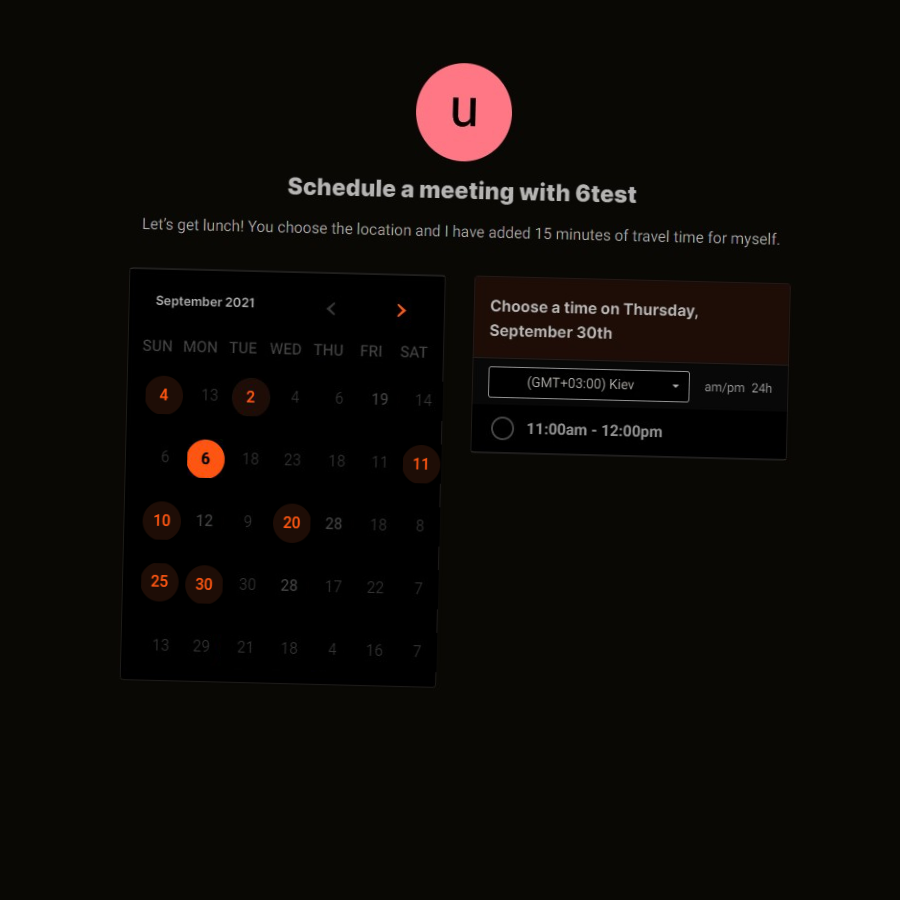 u
Schedule a meeting with 6test
Let's get lunch! You choose the location and I have added 15 minutes of travel time for myself.
September 2021
SUN MON TUE WED THU FRI SAT
4 13 2 4 6 19 14
6 6 18 23 18 11 11
10 12 9 20 28 18 8
25 30 30 28 17 22 7
13 29 21 18 4 16 7
Choose a time on Thursday,
September 30th
(GMT+03:00) Kiev am/pm 24h
11:00am - 12:00pm